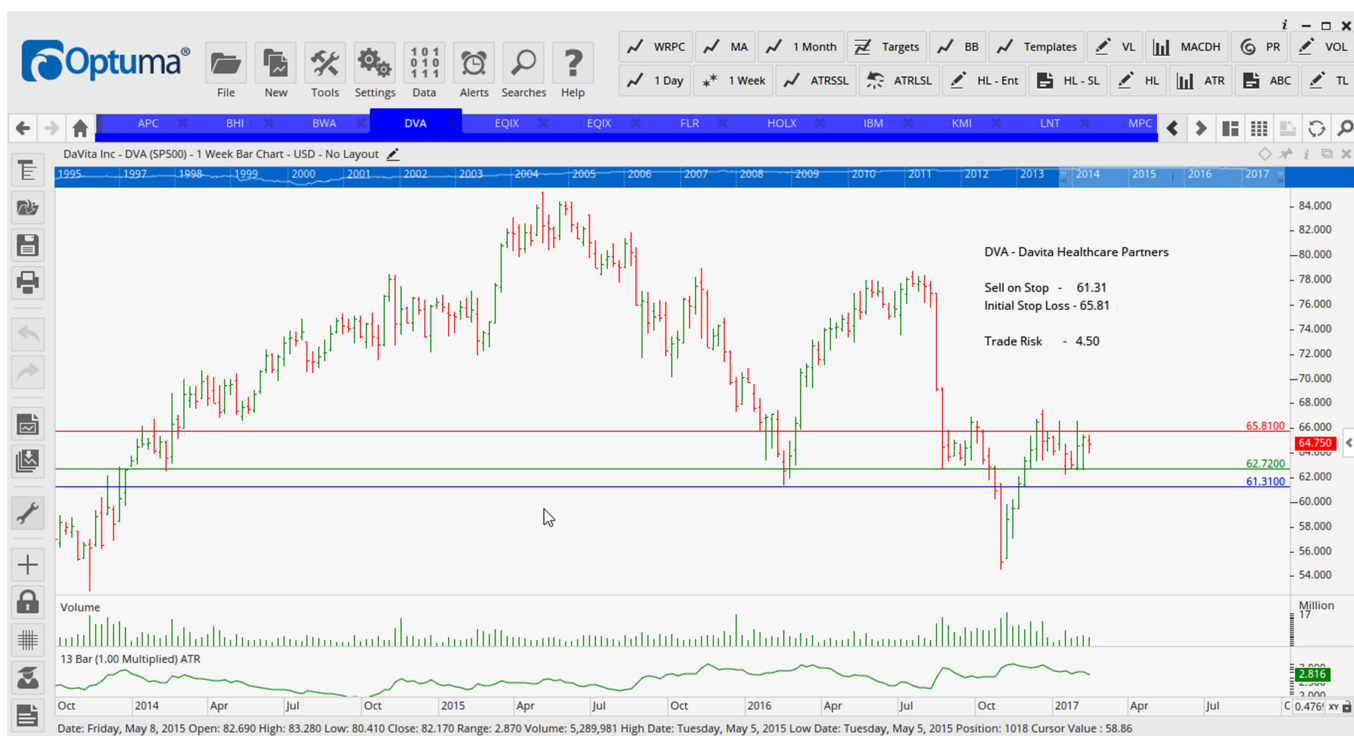 i
Optuma®
File New Tools Settings Data Alerts Searches Help
WRPC MA 1 Month Targets BB Templates VL MACDH PR VOL
1 Day 1 Week ATRSSL ATRLSL HL - Ent HL - SL HL ATR ABC TL
APC BHI BWA DVA EQIX EQIX FLR HOLX IBM KMI LNT MPC
DaVita Inc - DVA (SP500) - 1 Week Bar Chart - USD - No Layout
1995 1997 1998 1999 2000 2001 2002 2003 2004 2005 2006 2007 2008 2009 2010 2011 2012 2013 2014 2015 2016 2017
84.000
82.000
80.000
78.000
76.000
74.000
72.000
70.000
68.000
66.000
64.750
62.000
60.000
58.000
56.000
54.000
DVA - Davita Healthcare Partners
Sell on Stop - 61.31
Initial Stop Loss - 65.81
Trade Risk - 4.50
65.8100
62.7200
61.3100
Volume
Million
17
13 Bar (1.00 Multiplied) ATR
2.816
Oct 2014 Apr Jul Oct 2015 Apr Jul Oct 2016 Apr Jul Oct 2017 Apr Jul
XY
Date: Friday, May 8, 2015 Open: 82.690 High: 83.280 Low: 80.410 Close: 82.170 Range: 2.870 Volume: 5,289,981 High Date: Tuesday, May 5, 2015 Low Date: Tuesday, May 5, 2015 Position: 1018 Cursor Value : 58.86